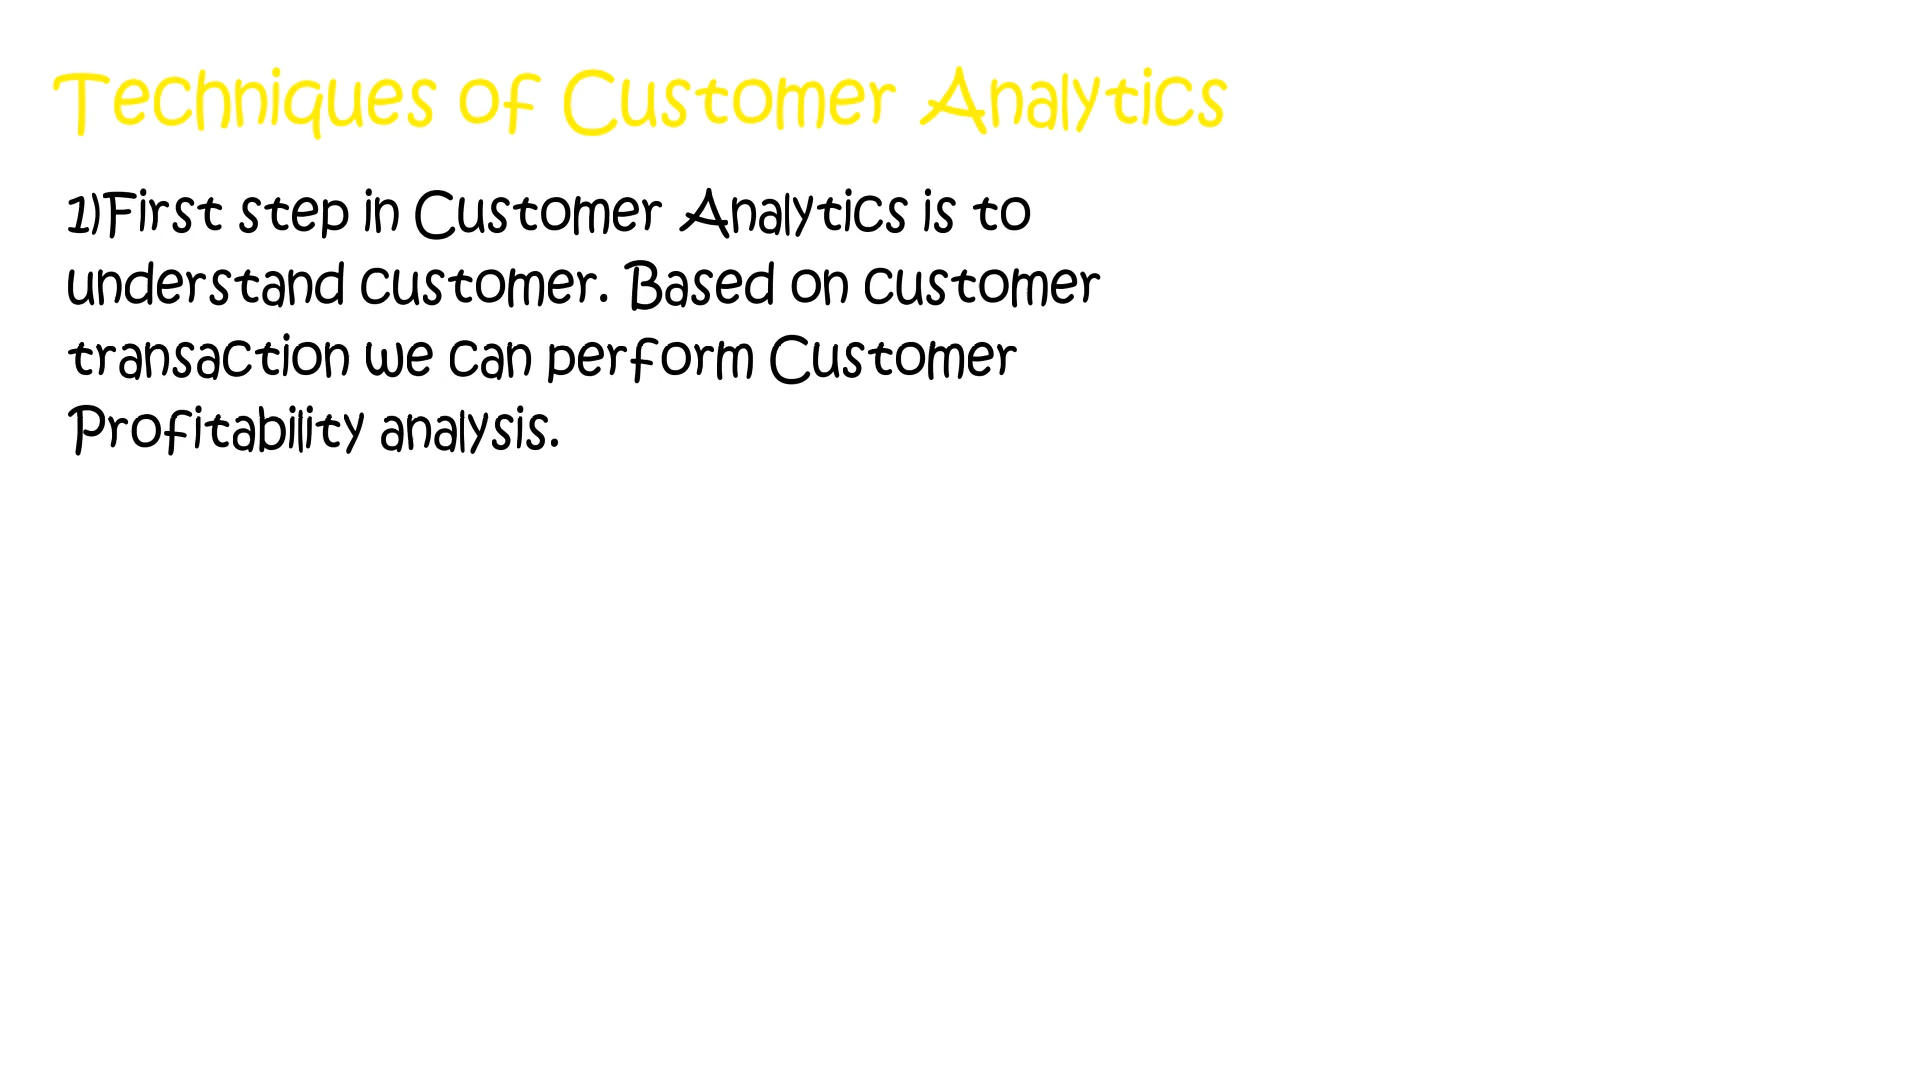 Techniques of Customer Analytics
1)First step in Customer Analytics is to
understand customer. Based on customer
transaction we can perform Customer
Profitability analysis.